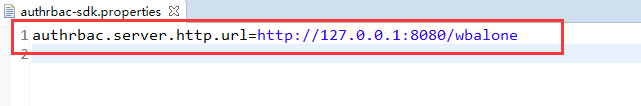 authrbac-sdk.properties
1 authrbac.server.http.url=http://127.0.0.1:8080/wbalone
2